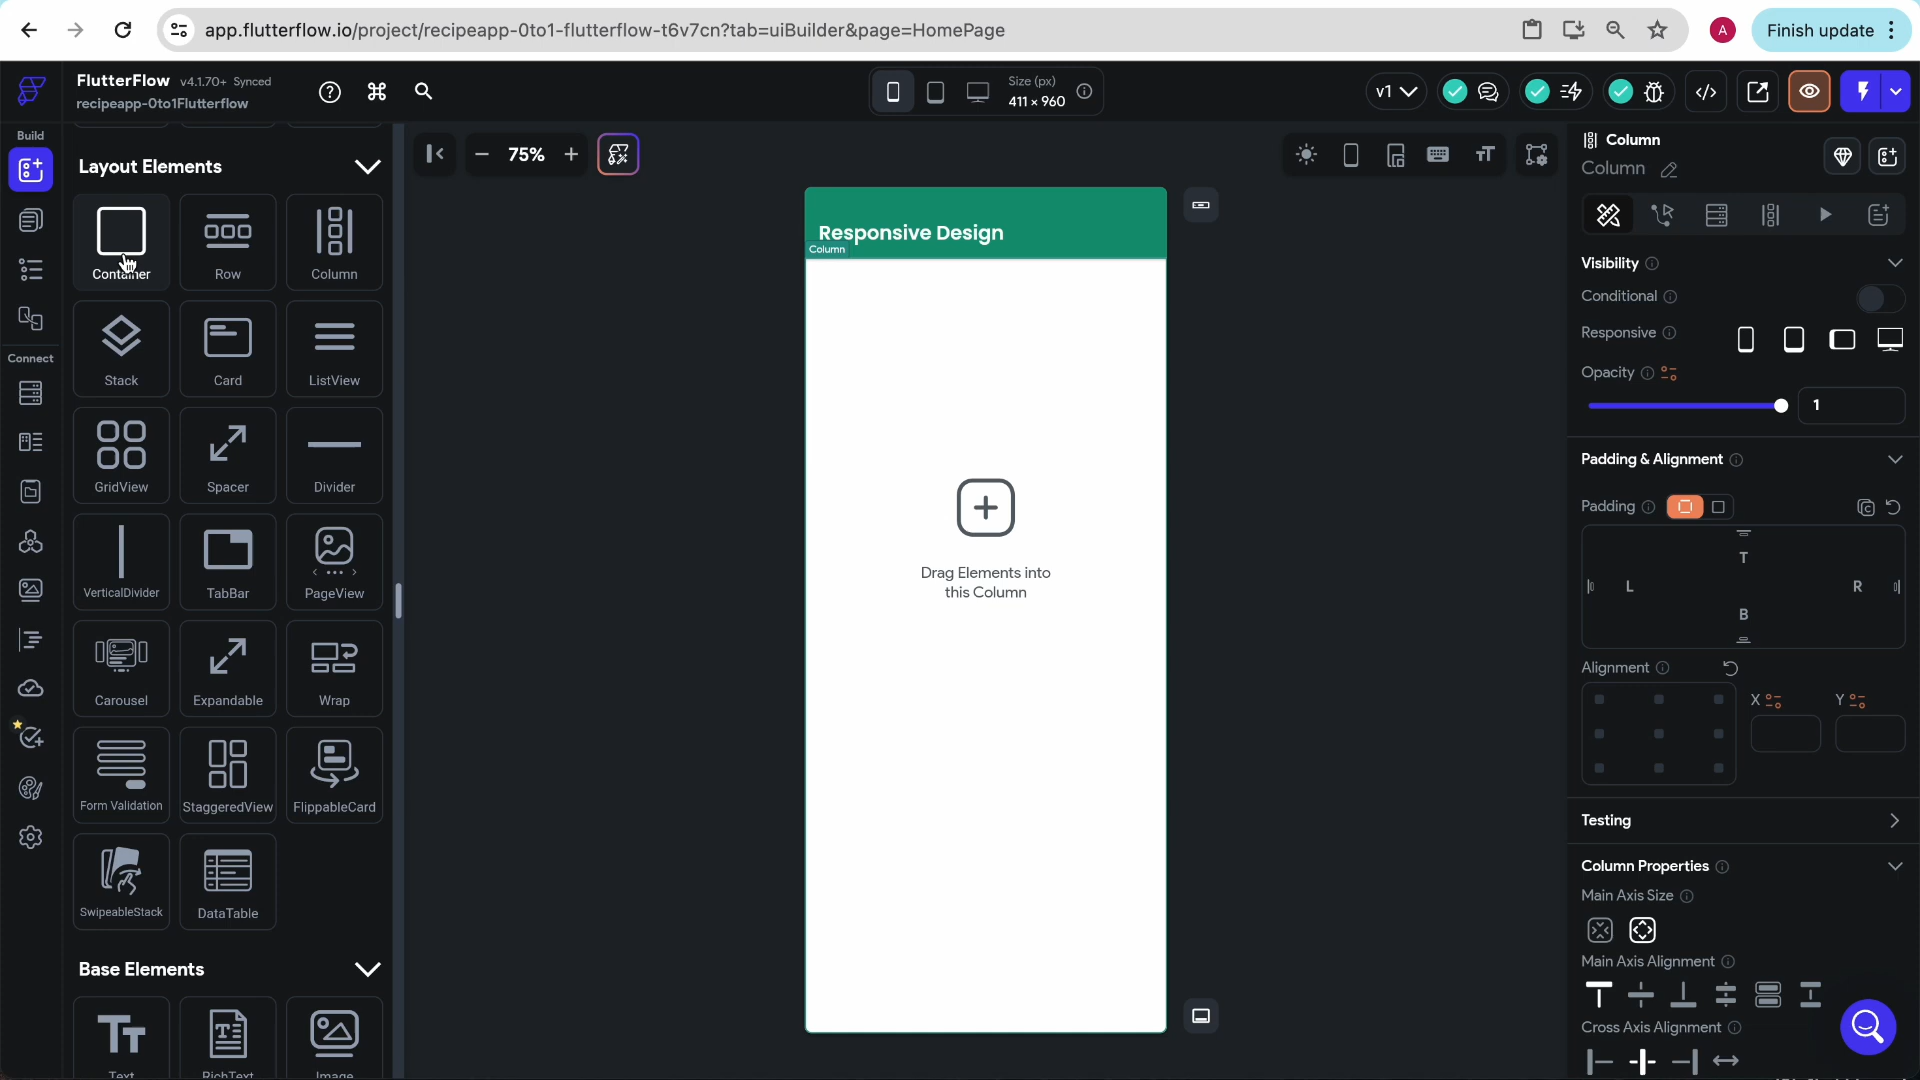 app.flutterflow.io/project/recipeapp-0to1-flutterflow-t6v7cn?tab=uiBuilder&page=HomePage
A
Finish update
FlutterFlow v4.1.70+ Synced
recipeapp-0to1Flutterflow
Size (px)
411 × 960
v1
Build
Connect
Layout Elements
Container
Row
Column
Stack
Card
ListView
GridView
Spacer
Divider
VerticalDivider
TabBar
PageView
Carousel
Expandable
Wrap
Form Validation
StaggeredView
FlippableCard
SwipeableStack
DataTable
Base Elements
Text
RichText
Image
75%
Responsive Design
Column
Drag Elements into
this Column
Column
Column
Visibility
Conditional
Responsive
Opacity
1
Padding & Alignment
Padding
T
L
R
B
Alignment
X
Y
Testing
Column Properties
Main Axis Size
Main Axis Alignment
Cross Axis Alignment